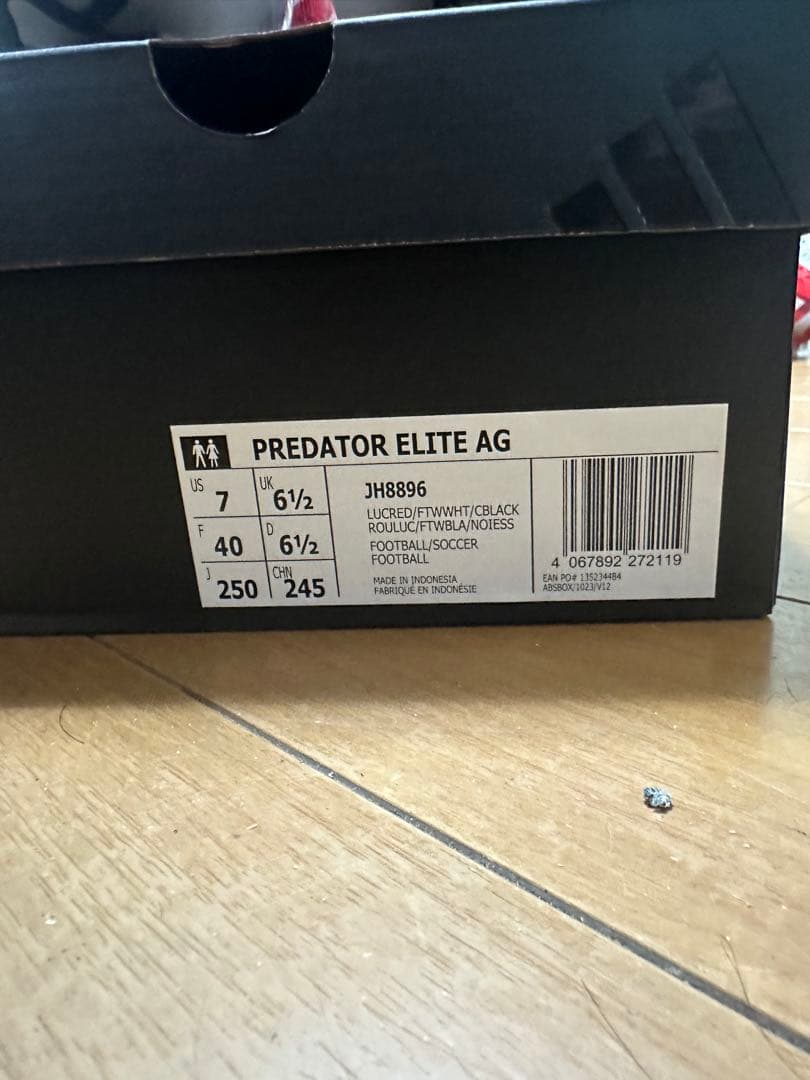 PREDATOR ELITE AG
US 7 UK 6½
F 40 D 6½
J 250 CHN 245
JH8896
LUCRED/FTWWHT/CBLACK
ROULUC/FTWBLA/NOIESS
FOOTBALL/SOCCER
FOOTBALL
MADE IN INDONESIA
FABRIQUÉ EN INDONÉSIE
4 067892 272119
EAN PO# 135234484
ABSBOX/1023/V12